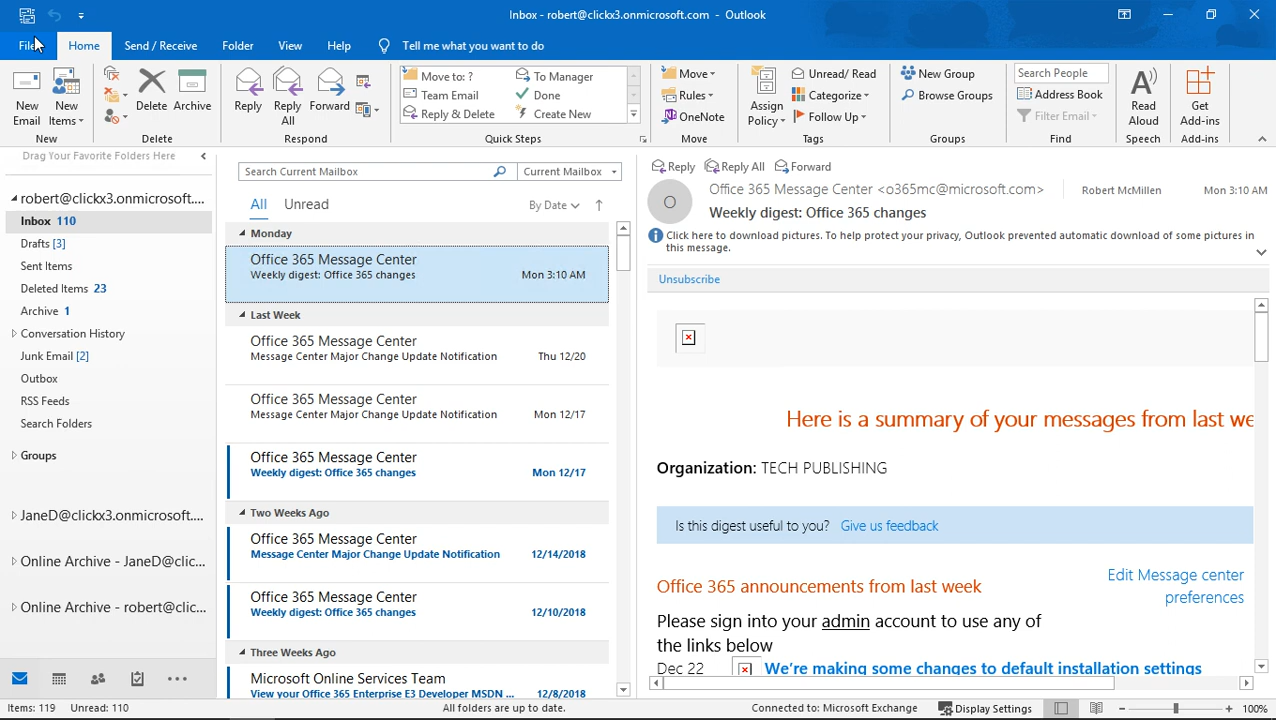 Inbox - robert@clickx3.onmicrosoft.com - Outlook
File Home Send / Receive Folder View Help Tell me what you want to do
New Email
New Items
Delete
Archive
Reply
Reply All
Forward
Move to: ?
Team Email
Reply & Delete
To Manager
Done
Create New
Move
Rules
OneNote
Assign Policy
Unread/ Read
Categorize
Follow Up
New Group
Browse Groups
Search People
Address Book
Filter Email
Read Aloud
Get Add-ins
New Delete Respond Quick Steps Move Tags Groups Find Speech Add-ins
Drag Your Favorite Folders Here
robert@clickx3.onmicrosoft....
Inbox 110
Drafts [3]
Sent Items
Deleted Items 23
Archive 1
Conversation History
Junk Email [2]
Outbox
RSS Feeds
Search Folders
Groups
JaneD@clickx3.onmicrosoft....
Online Archive - JaneD@clic...
Online Archive - robert@clic...
Search Current Mailbox Current Mailbox
All Unread By Date
Monday
Office 365 Message Center
Weekly digest: Office 365 changes Mon 3:10 AM
Last Week
Office 365 Message Center
Message Center Major Change Update Notification Thu 12/20
Office 365 Message Center
Message Center Major Change Update Notification Mon 12/17
Office 365 Message Center
Weekly digest: Office 365 changes Mon 12/17
Two Weeks Ago
Office 365 Message Center
Message Center Major Change Update Notification 12/14/2018
Office 365 Message Center
Weekly digest: Office 365 changes 12/10/2018
Three Weeks Ago
Microsoft Online Services Team
View your Office 365 Enterprise E3 Developer MSDN ... 12/8/2018
Reply Reply All Forward
O
Office 365 Message Center <o365mc@microsoft.com> Robert McMillen Mon 3:10 AM
Weekly digest: Office 365 changes
Click here to download pictures. To help protect your privacy, Outlook prevented automatic download of some pictures in
this message.
Unsubscribe
Here is a summary of your messages from last we
Organization: TECH PUBLISHING
Is this digest useful to you? Give us feedback
Office 365 announcements from last week
Edit Message center
preferences
Please sign into your admin account to use any of
the links below
Dec 22 We're making some changes to default installation settings
Items: 119 Unread: 110 All folders are up to date. Connected to: Microsoft Exchange Display Settings 100%